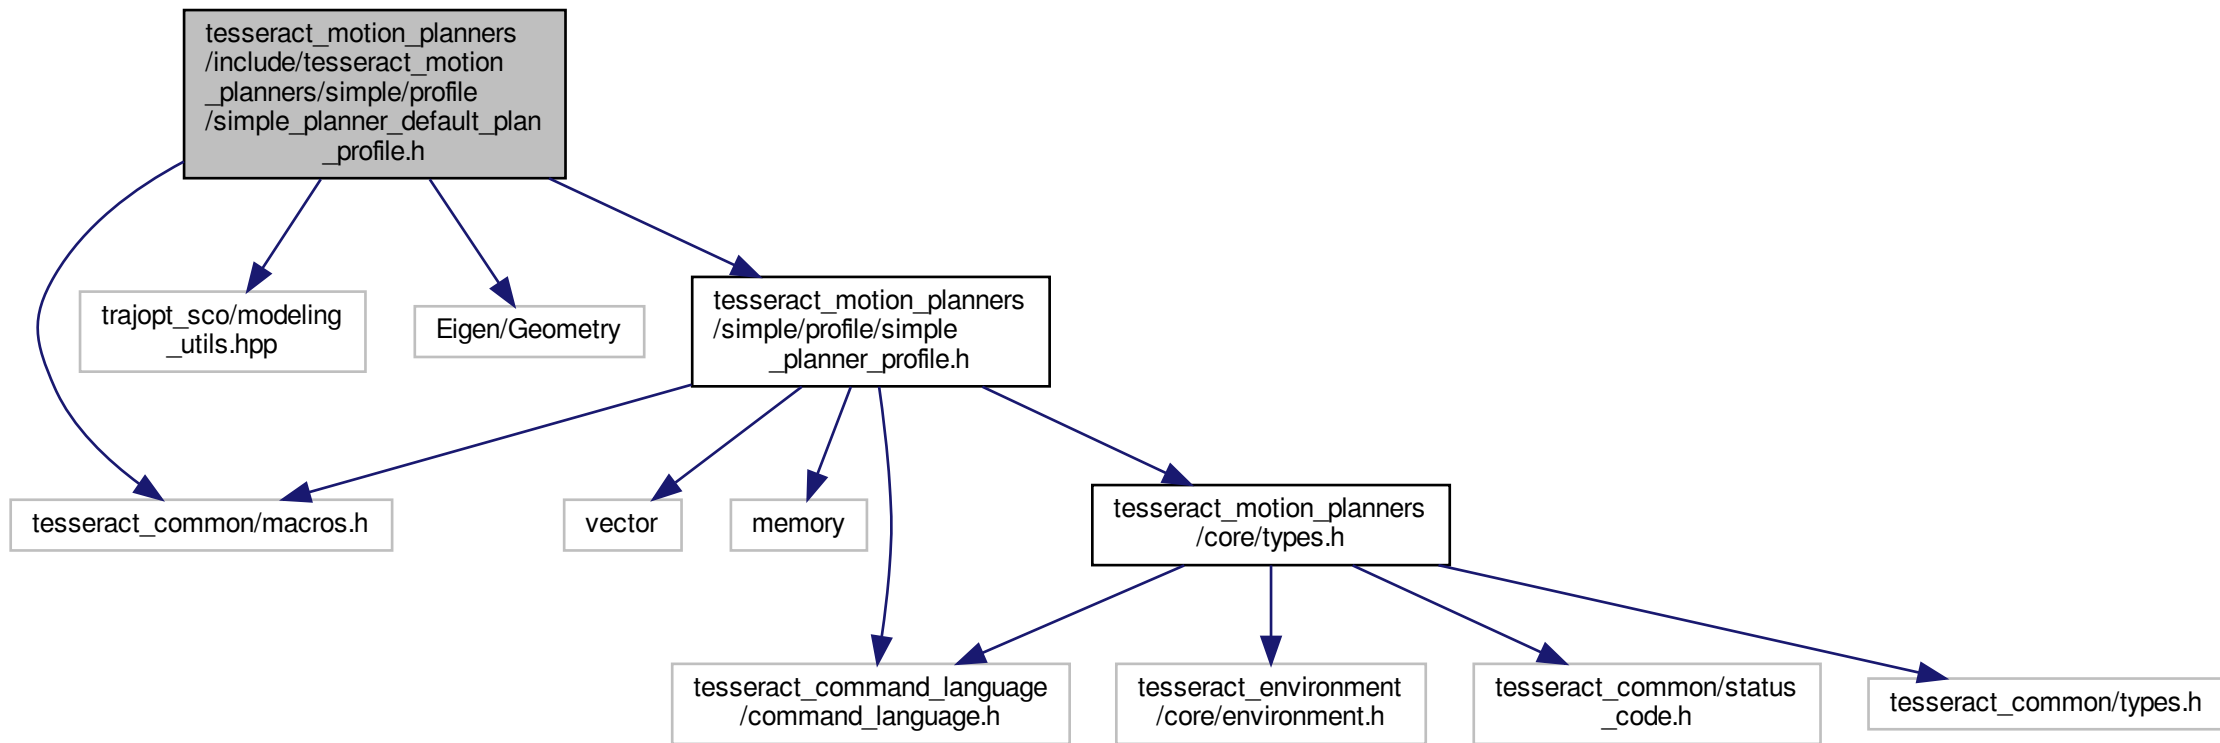 tesseract_motion_planners
/include/tesseract_motion
_planners/simple/profile
/simple_planner_default_plan
_profile.h
trajopt_sco/modeling
_utils.hpp
Eigen/Geometry
tesseract_motion_planners
/simple/profile/simple
_planner_profile.h
tesseract_common/macros.h
vector
memory
tesseract_motion_planners
/core/types.h
tesseract_command_language
/command_language.h
tesseract_environment
/core/environment.h
tesseract_common/status
_code.h
tesseract_common/types.h